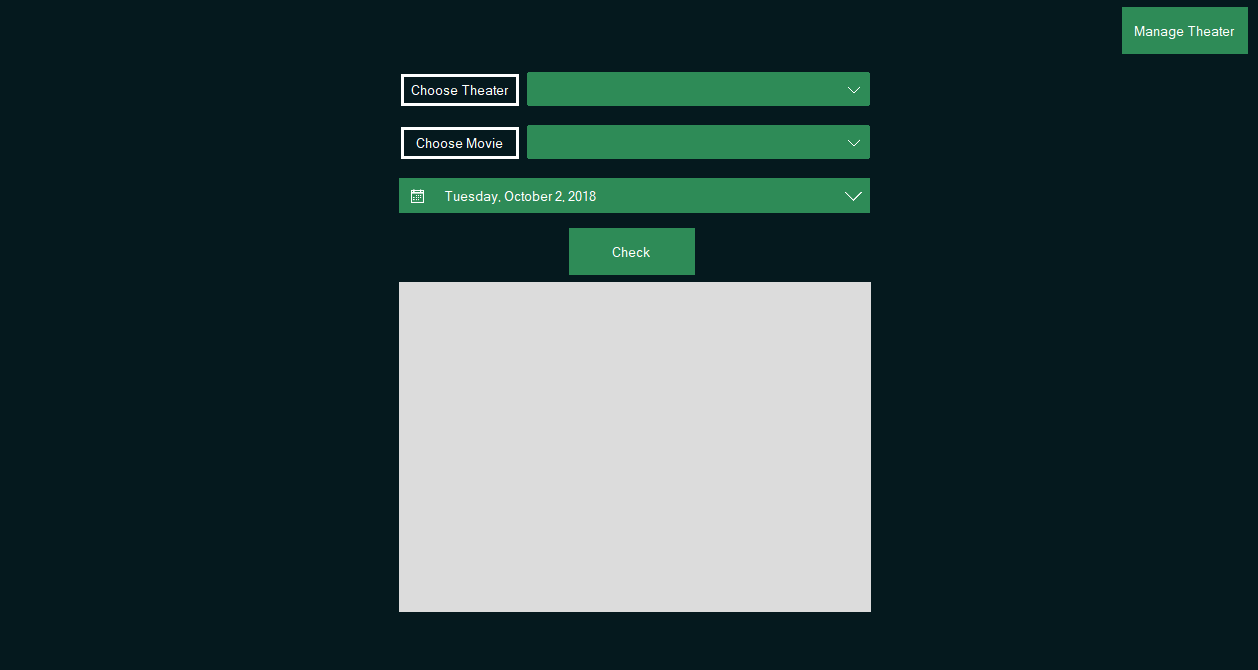 Manage Theater
Choose Theater
Choose Movie
Tuesday, October 2, 2018
Check